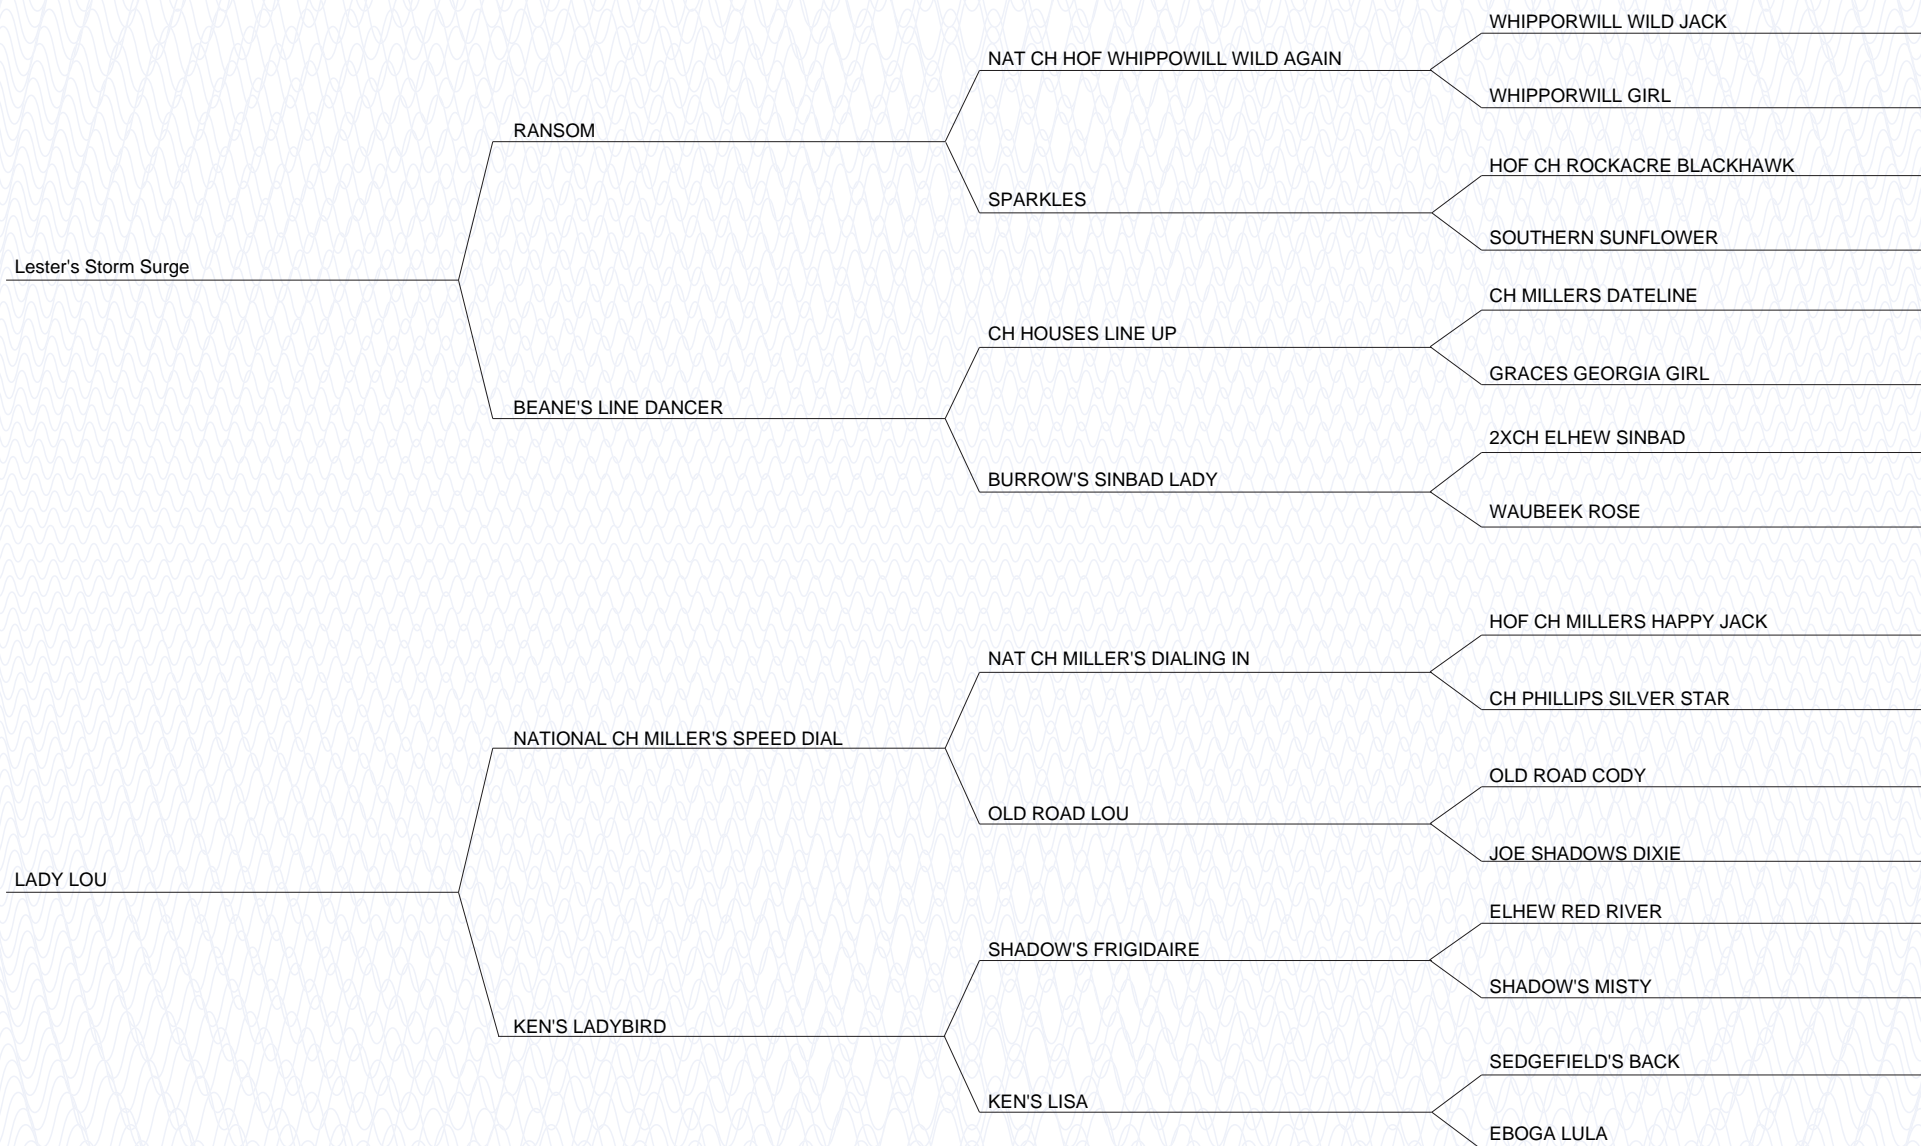 WHIPPORWILL WILD JACK
NAT CH HOF WHIPPOWILL WILD AGAIN
WHIPPORWILL GIRL
RANSOM
HOF CH ROCKACRE BLACKHAWK
SPARKLES
SOUTHERN SUNFLOWER
Lester's Storm Surge
CH MILLERS DATELINE
CH HOUSES LINE UP
GRACES GEORGIA GIRL
BEANE'S LINE DANCER
2XCH ELHEW SINBAD
BURROW'S SINBAD LADY
WAUBEEK ROSE
HOF CH MILLERS HAPPY JACK
NAT CH MILLER'S DIALING IN
CH PHILLIPS SILVER STAR
NATIONAL CH MILLER'S SPEED DIAL
OLD ROAD CODY
OLD ROAD LOU
JOE SHADOWS DIXIE
LADY LOU
ELHEW RED RIVER
SHADOW'S FRIGIDAIRE
SHADOW'S MISTY
KEN'S LADYBIRD
SEDGEFIELD'S BACK
KEN'S LISA
EBOGA LULA